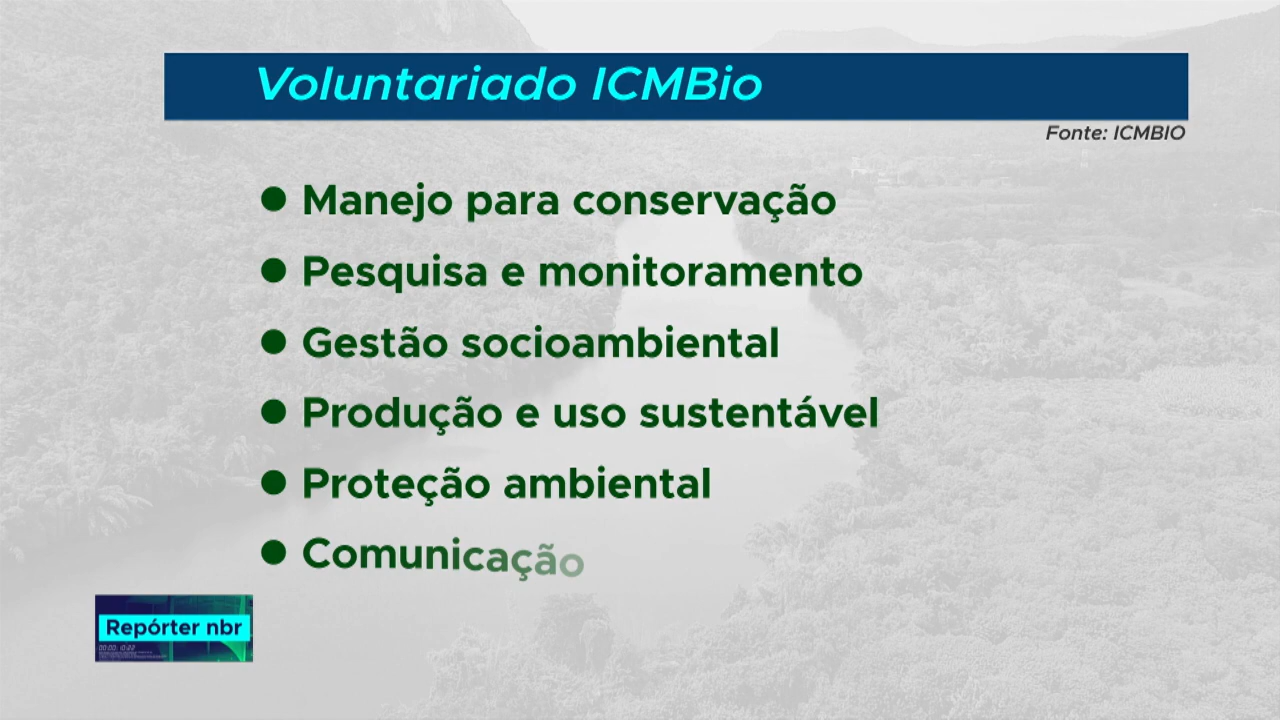 Voluntariado ICMBio
Fonte: ICMBIO
● Manejo para conservação
● Pesquisa e monitoramento
● Gestão socioambiental
● Produção e uso sustentável
● Proteção ambiental
● Comunicação
Repórter nbr